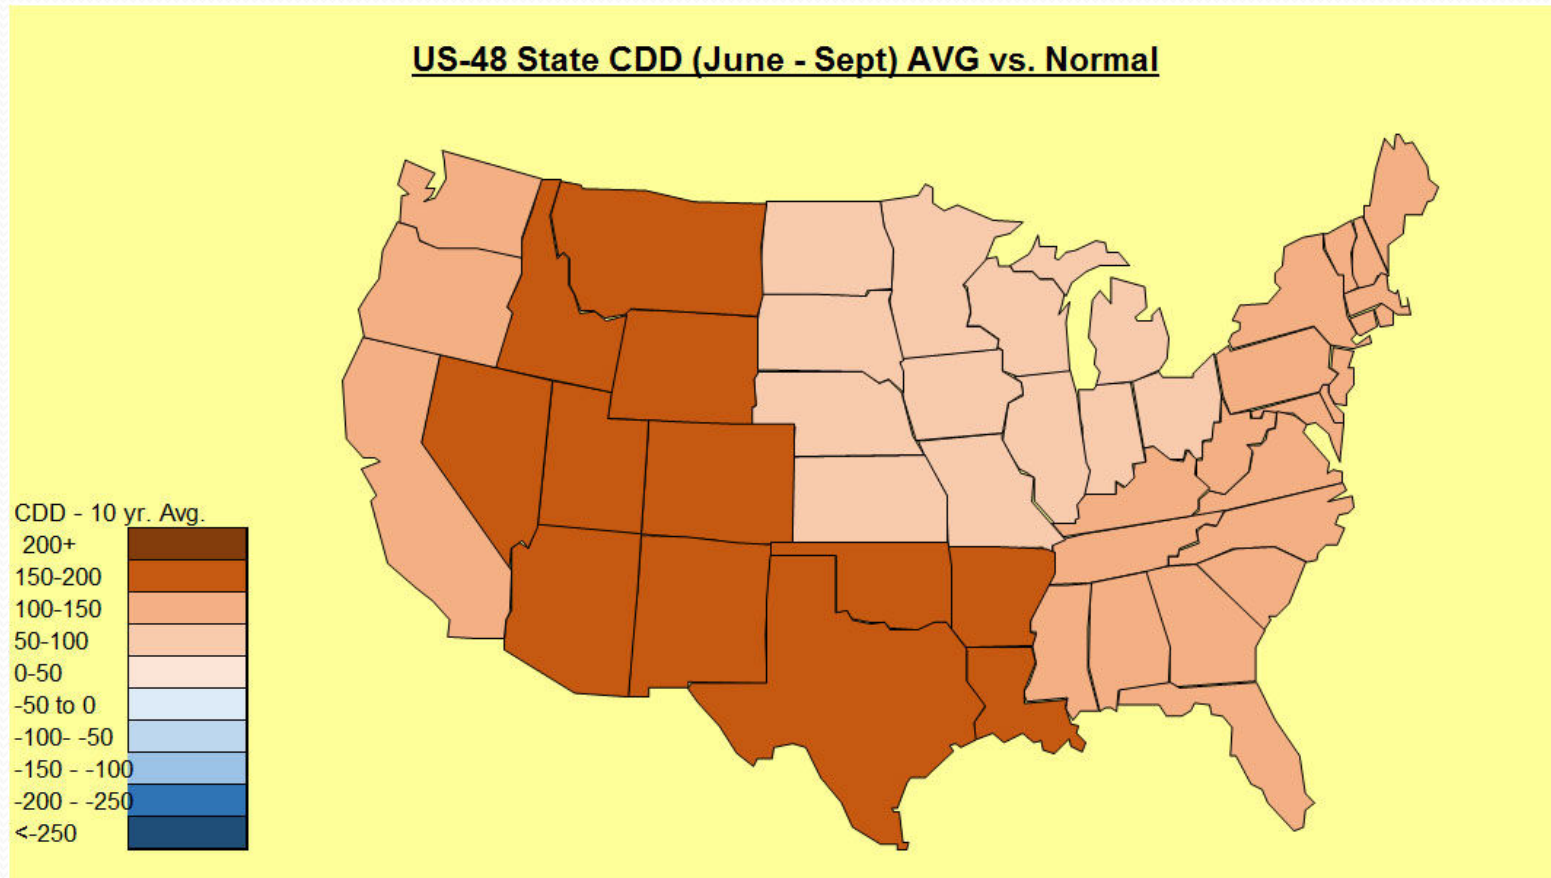 US-48 State CDD (June - Sept) AVG vs. Normal
CDD - 10 yr. Avg.
200+
150-200
100-150
50-100
0-50
-50 to 0
-100- -50
-150 - -100
-200 - -250
<-250